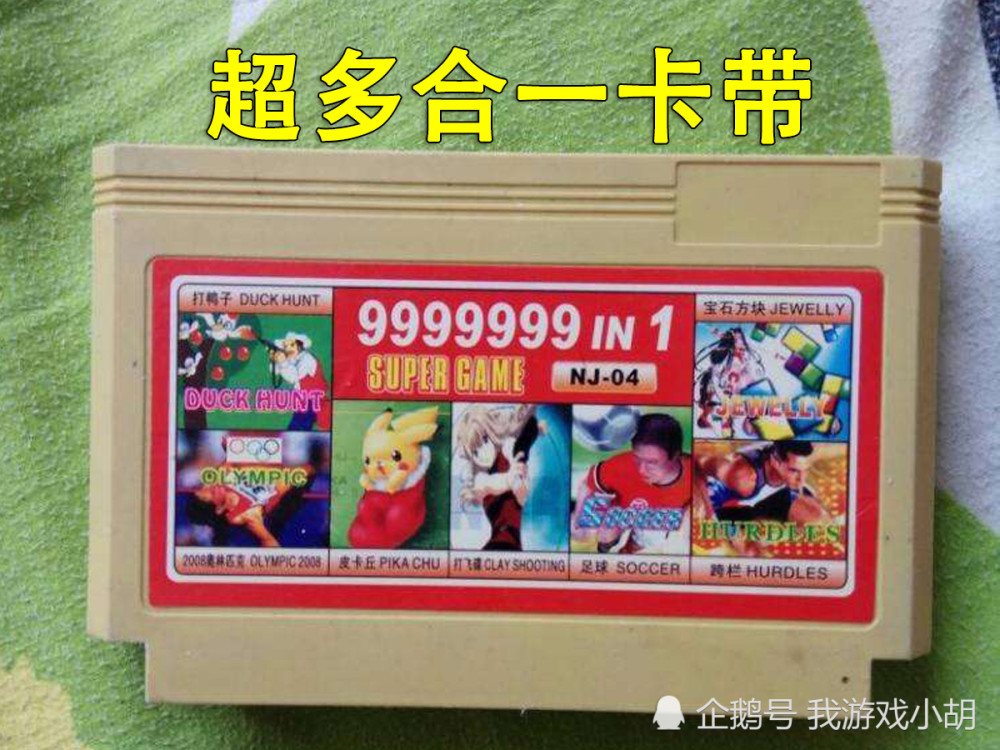 超多合一卡带
打鸭子 DUCK HUNT
DUCK HUNT
9999999 IN 1
SUPER GAME
NJ-04
宝石方块 JEWELLY
JEWELLY
OLYMPIC
2008奥林匹克 OLYMPIC 2008
皮卡丘 PIKA CHU
打飞碟 CLAY SHOOTING
Soccer
足球 SOCCER
HURDLES
跨栏 HURDLES
企鹅号 我游戏小胡